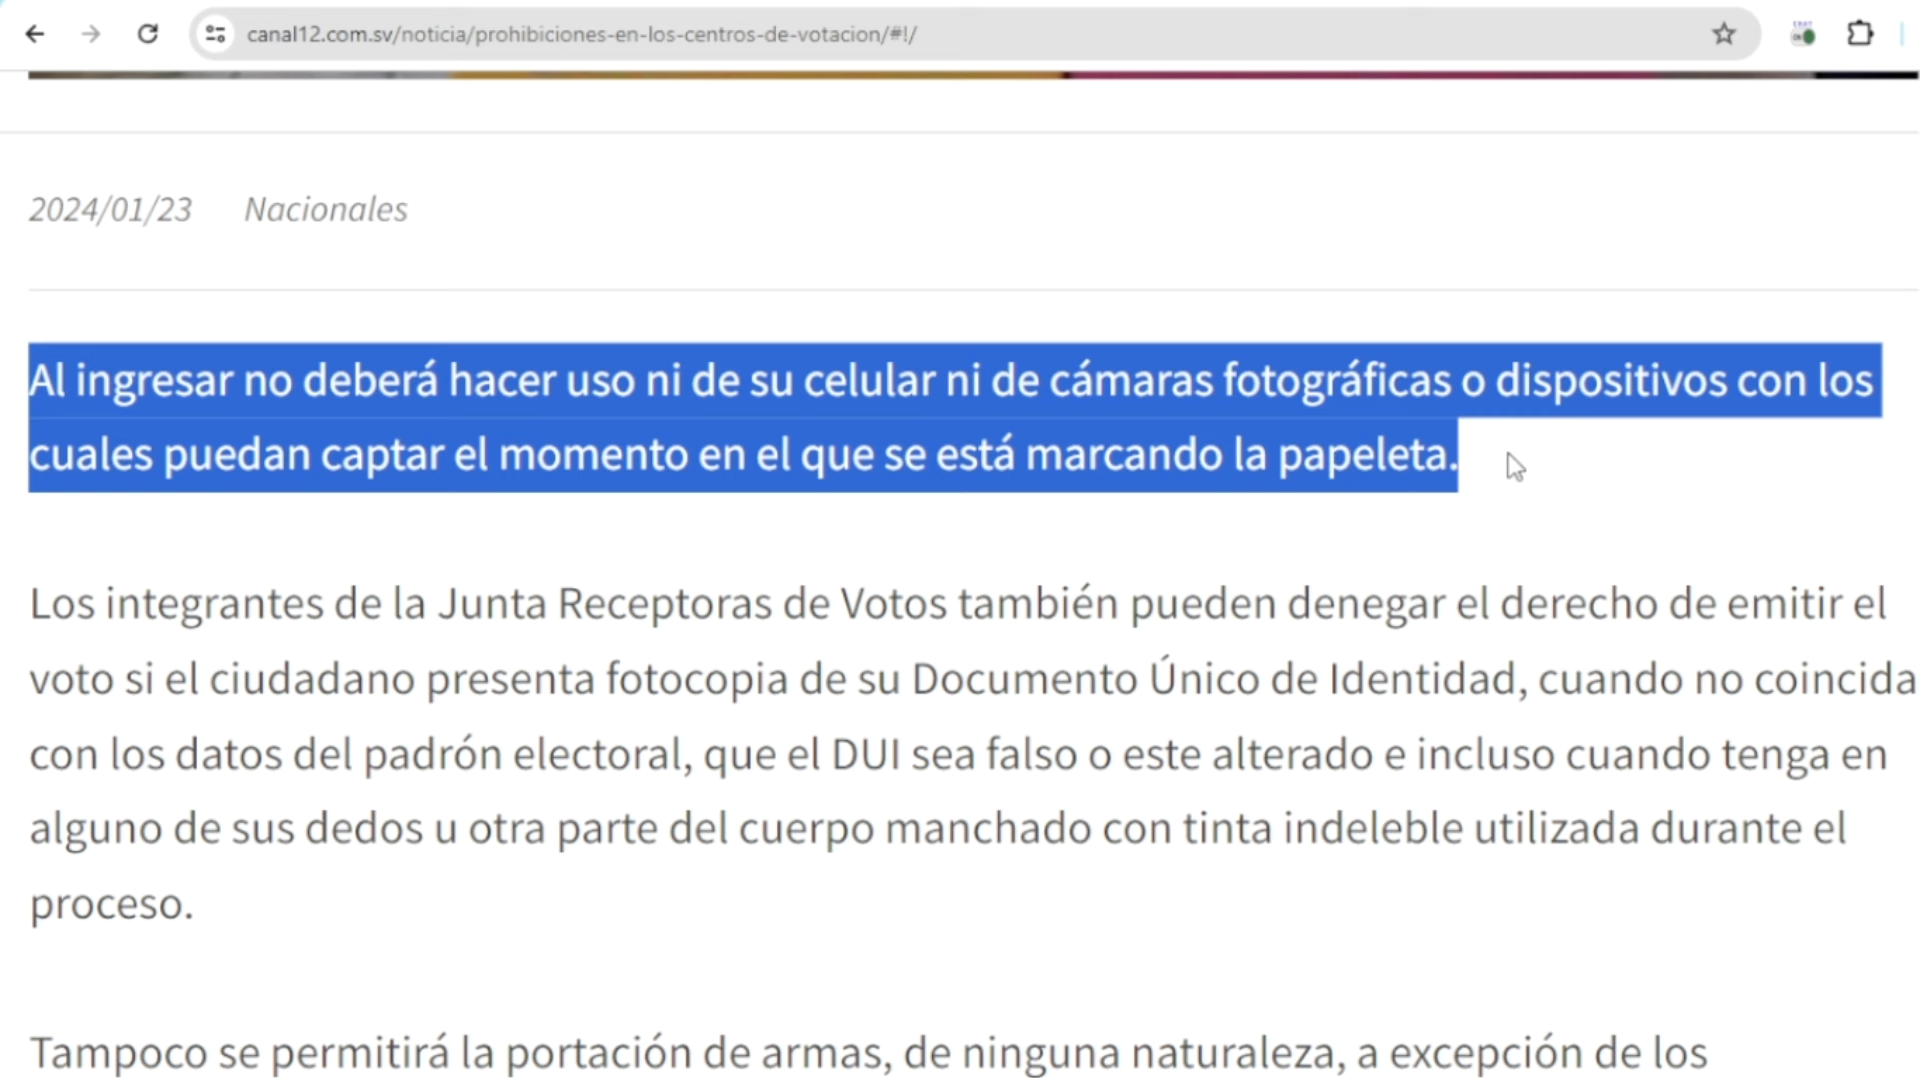 canal12.com.sv/noticia/prohibiciones-en-los-centros-de-votacion/#!/
2024/01/23 Nacionales
Al ingresar no deberá hacer uso ni de su celular ni de cámaras fotográficas o dispositivos con los
cuales puedan captar el momento en el que se está marcando la papeleta.
Los integrantes de la Junta Receptoras de Votos también pueden denegar el derecho de emitir el
voto si el ciudadano presenta fotocopia de su Documento Único de Identidad, cuando no coincida
con los datos del padrón electoral, que el DUI sea falso o este alterado e incluso cuando tenga en
alguno de sus dedos u otra parte del cuerpo manchado con tinta indeleble utilizada durante el
proceso.
Tampoco se permitirá la portación de armas, de ninguna naturaleza, a excepción de los